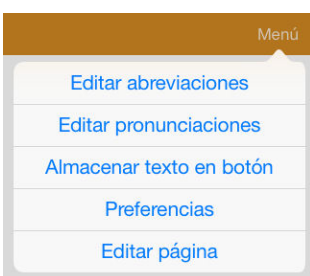 Menú
Editar abreviaciones
Editar pronunciaciones
Almacenar texto en botón
Preferencias
Editar página